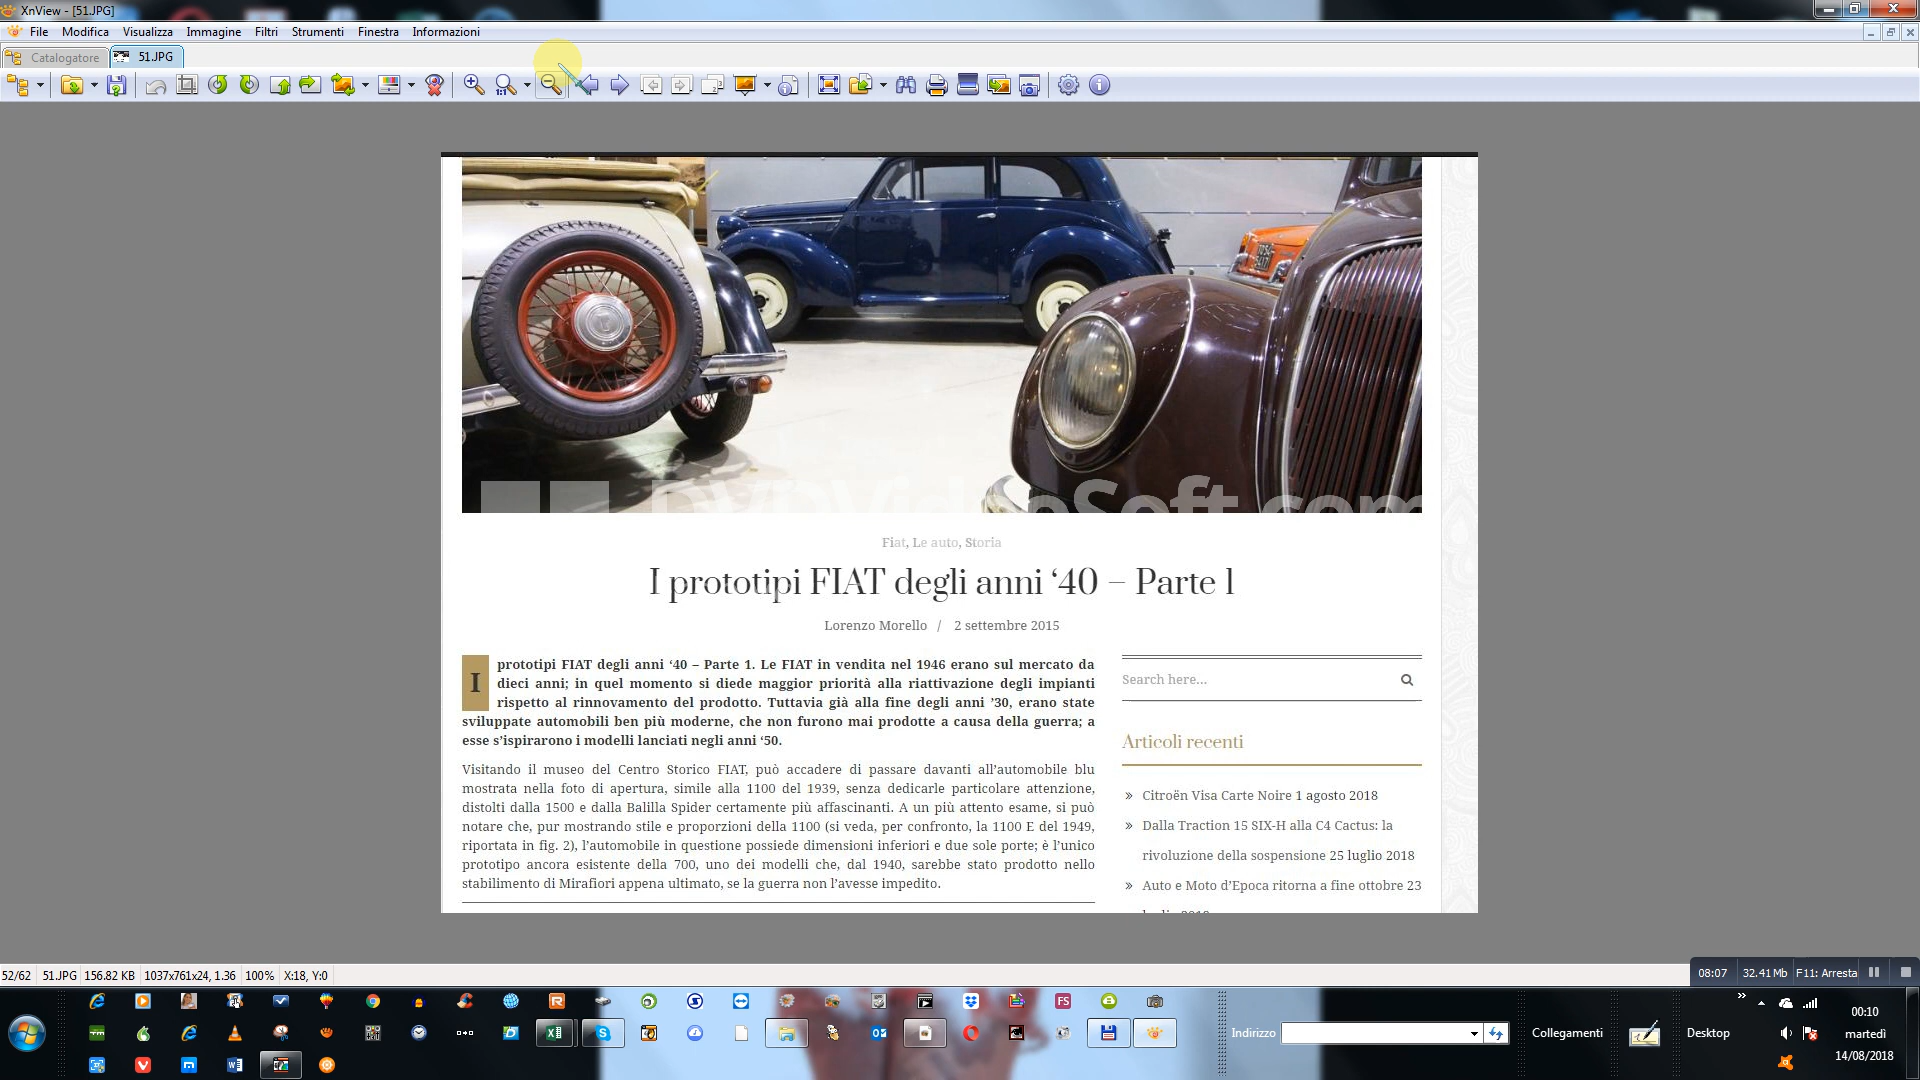 XnView - [51.JPG]
File Modifica Visualizza Immagine Filtri Strumenti Finestra Informazioni
Catalogatore 51.JPG
DVDVideoSoft.com
Fiat, Le auto, Storia
I prototipi FIAT degli anni ‘40 – Parte 1
Lorenzo Morello / 2 settembre 2015
I prototipi FIAT degli anni ‘40 – Parte 1. Le FIAT in vendita nel 1946 erano sul mercato da
dieci anni; in quel momento si diede maggior priorità alla riattivazione degli impianti
rispetto al rinnovamento del prodotto. Tuttavia già alla fine degli anni ’30, erano state
sviluppate automobili ben più moderne, che non furono mai prodotte a causa della guerra; a
esse s’ispirarono i modelli lanciati negli anni ‘50.
Visitando il museo del Centro Storico FIAT, può accadere di passare davanti all’automobile blu
mostrata nella foto di apertura, simile alla 1100 del 1939, senza dedicarle particolare attenzione,
distolti dalla 1500 e dalla Balilla Spider certamente più affascinanti. A un più attento esame, si può
notare che, pur mostrando stile e proporzioni della 1100 (si veda, per confronto, la 1100 E del 1949,
riportata in fig. 2), l’automobile in questione possiede dimensioni inferiori e due sole porte; è l’unico
prototipo ancora esistente della 700, uno dei modelli che, dal 1940, sarebbe stato prodotto nello
stabilimento di Mirafiori appena ultimato, se la guerra non l’avesse impedito.
Search here...
Articoli recenti
» Citroën Visa Carte Noire 1 agosto 2018
» Dalla Traction 15 SIX-H alla C4 Cactus: la
rivoluzione della sospensione 25 luglio 2018
» Auto e Moto d’Epoca ritorna a fine ottobre 23
52/62 51.JPG 156.82 KB 1037x761x24, 1.36 100% X:18, Y:0
08:07 32.41 Mb F11: Arresta
Indirizzo Collegamenti Desktop
00:10
martedì
14/08/2018